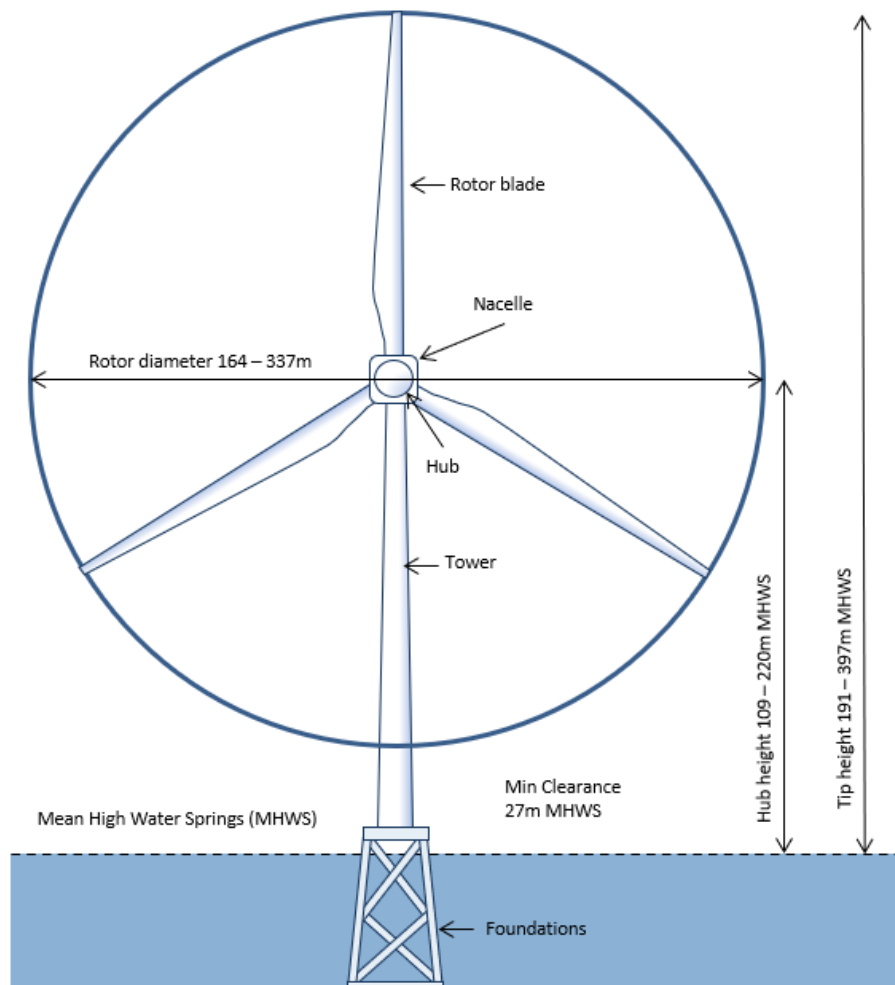 Rotor blade
Nacelle
Rotor diameter 164 – 337m
Hub
Tower
Hub height 109 – 220m MHWS
Tip height 191 – 397m MHWS
Min Clearance
27m MHWS
Mean High Water Springs (MHWS)
Foundations